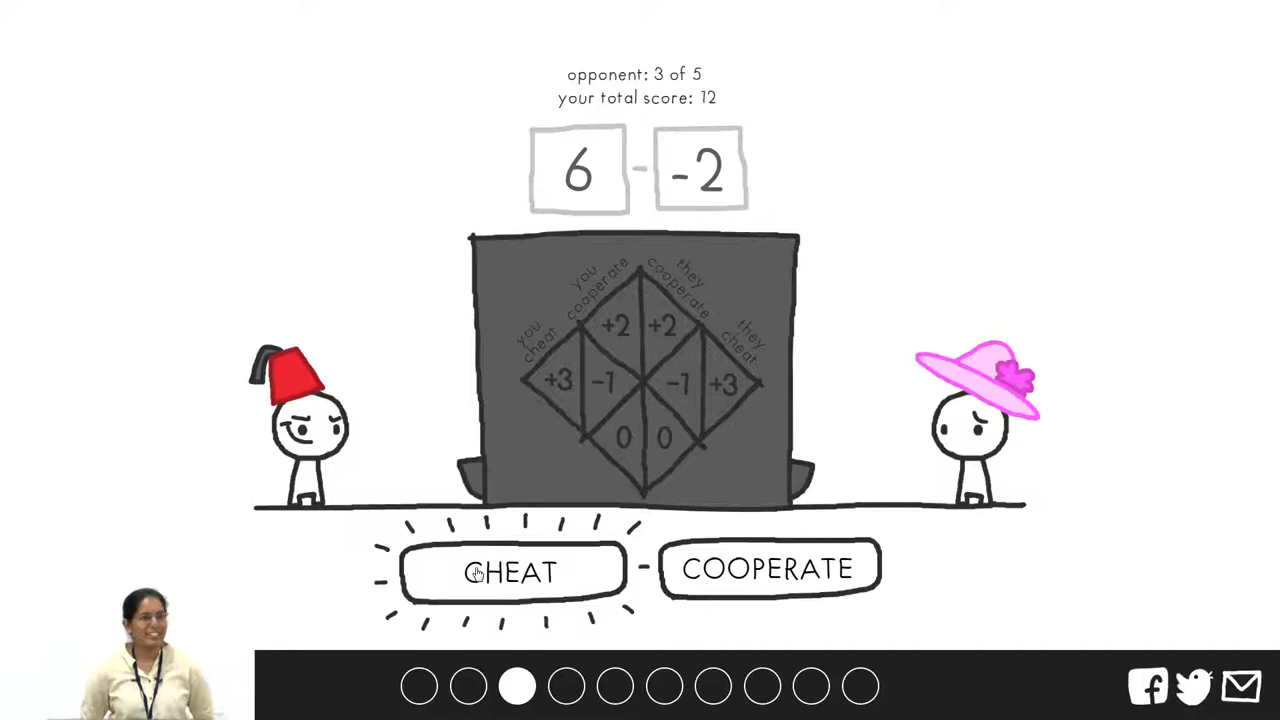 opponent: 3 of 5
your total score: 12
6 - -2
you cooperate
they cooperate
you cheat
they cheat
+2 +2
+3 -1 -1 +3
0 0
CHEAT - COOPERATE